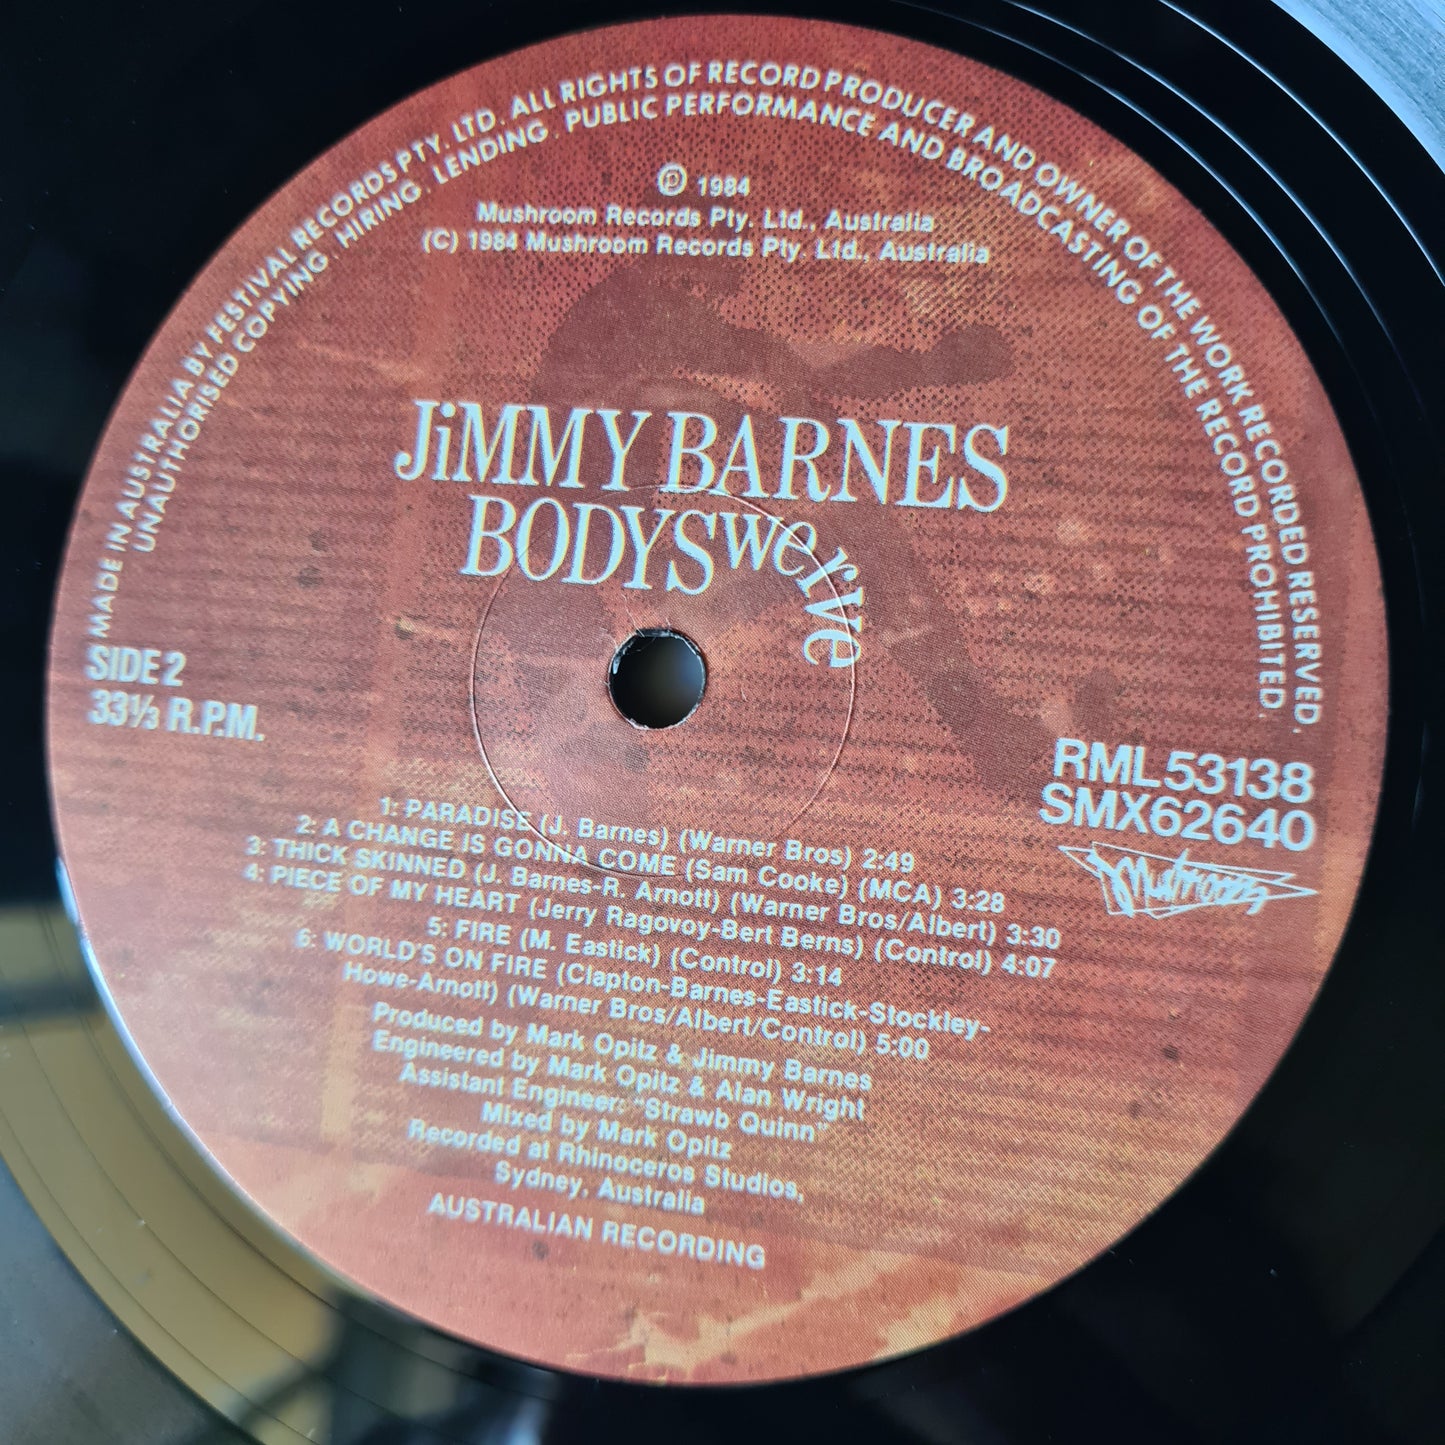 MADE IN AUSTRALIA BY FESTIVAL RECORDS PTY. LTD. ALL RIGHTS OF RECORD PRODUCER AND OWNER OF THE WORK RECORDED RESERVED.
UNAUTHORISED COPYING. HIRING. LENDING. PUBLIC PERFORMANCE AND BROADCASTING OF THE RECORD PROHIBITED.
℗ 1984
Mushroom Records Pty. Ltd., Australia
(C) 1984 Mushroom Records Pty. Ltd., Australia
JiMMY BARNES
BODYSwerve
SIDE 2
33⅓ R.P.M.
RML53138
SMX62640
Mushroom
1: PARADISE (J. Barnes) (Warner Bros) 2:49
2: A CHANGE IS GONNA COME (Sam Cooke) (MCA) 3:28
3: THICK SKINNED (J. Barnes-R. Arnott) (Warner Bros/Albert) 3:30
4: PIECE OF MY HEART (Jerry Ragovoy-Bert Berns) (Control) 4:07
5: FIRE (M. Eastick) (Control) 3:14
6: WORLD'S ON FIRE (Clapton-Barnes-Eastick-Stockley-
Howe-Arnott) (Warner Bros/Albert/Control) 5:00
Produced by Mark Opitz & Jimmy Barnes
Engineered by Mark Opitz & Alan Wright
Assistant Engineer: "Strawb Quinn"
Mixed by Mark Opitz
Recorded at Rhinoceros Studios,
Sydney, Australia
AUSTRALIAN RECORDING